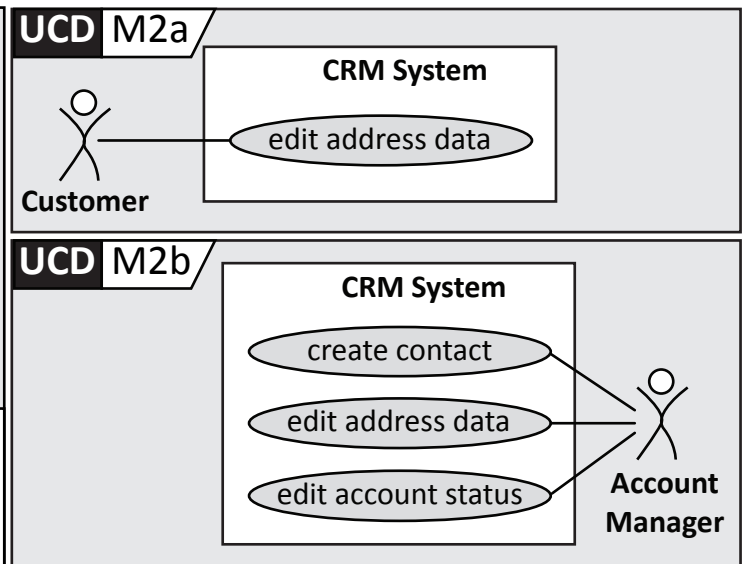 UCD M2a
CRM System
edit address data
Customer
UCD M2b
CRM System
create contact
edit address data
edit account status
Account
Manager